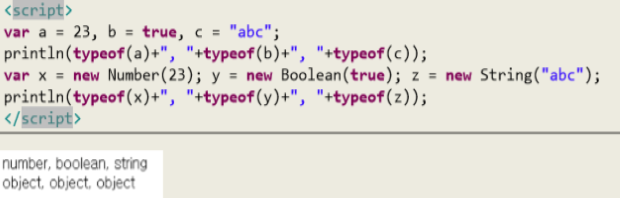 <script>
var a = 23, b = true, c = "abc";
println(typeof(a)+", "+typeof(b)+", "+typeof(c));
var x = new Number(23); y = new Boolean(true); z = new String("abc");
println(typeof(x)+", "+typeof(y)+", "+typeof(z));
</script>
number, boolean, string
object, object, object